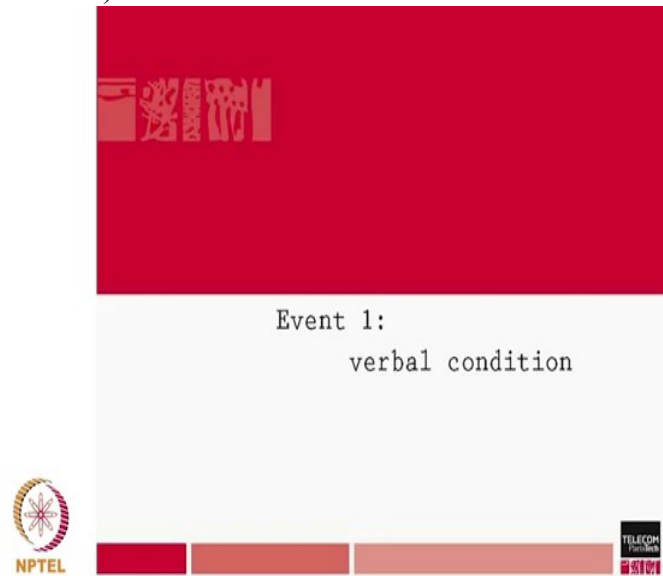 )
Event 1:
verbal condition
NPTEL
TELECOM
ParisTech